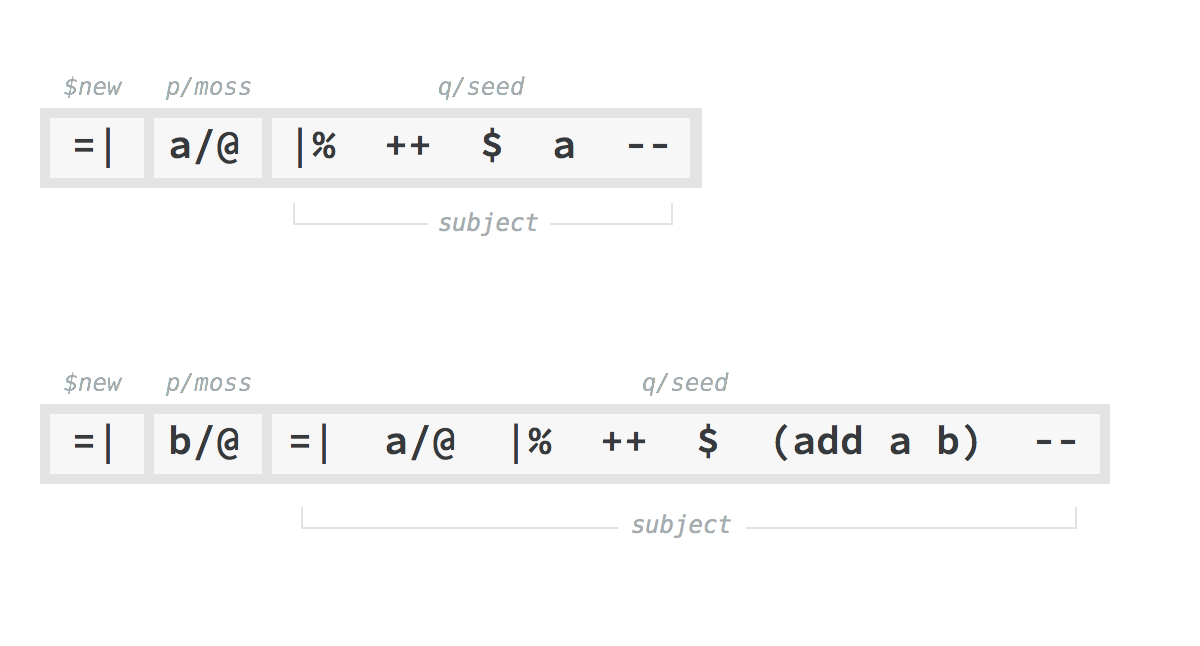 $new p/moss q/seed
=| a/@ |% ++ $ a --
subject
$new p/moss q/seed
=| b/@ =| a/@ |% ++ $ (add a b) --
subject